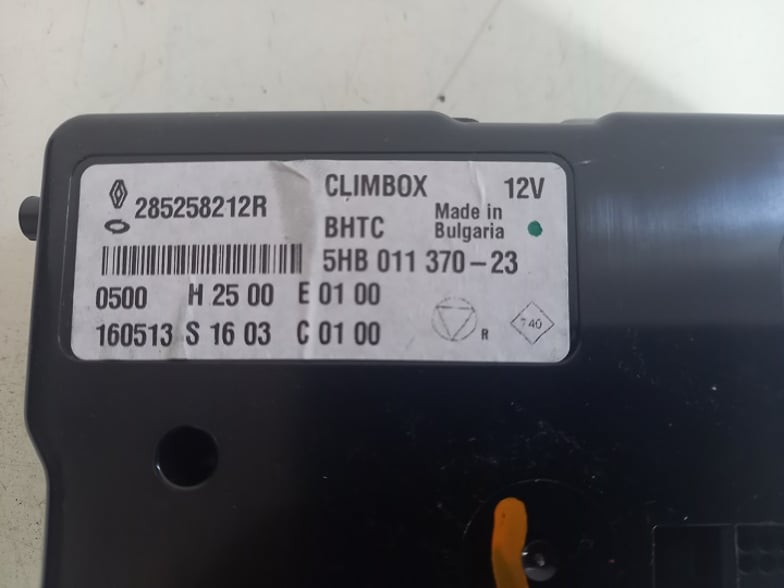 285258212R
CLIMBOX 12V
BHTC Made in Bulgaria
5HB 011 370-23
0500 H 25 00 E 01 00
160513 S 16 03 C 01 00
R
740